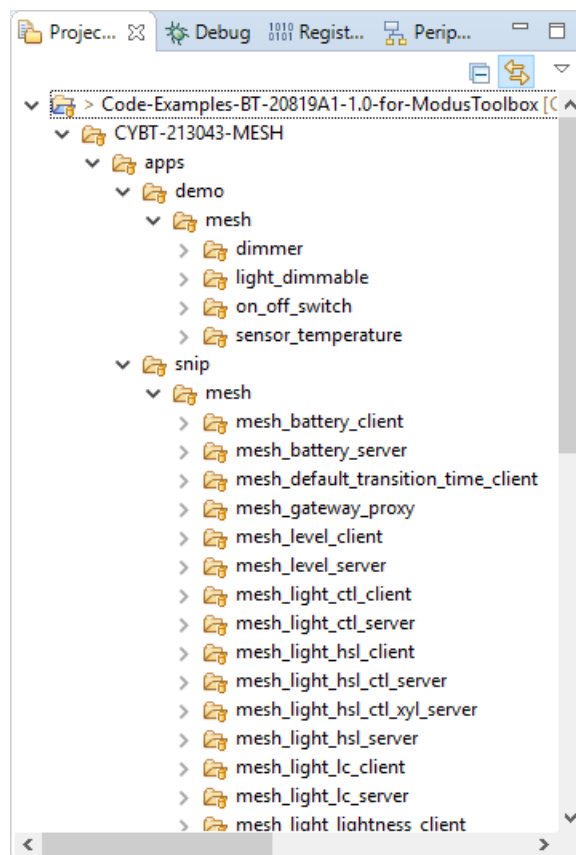 Projec... Debug Regist... Perip...
> Code-Examples-BT-20819A1-1.0-for-ModusToolbox [
CYBT-213043-MESH
apps
demo
mesh
dimmer
light_dimmable
on_off_switch
sensor_temperature
snip
mesh
mesh_battery_client
mesh_battery_server
mesh_default_transition_time_client
mesh_gateway_proxy
mesh_level_client
mesh_level_server
mesh_light_ctl_client
mesh_light_ctl_server
mesh_light_hsl_client
mesh_light_hsl_ctl_server
mesh_light_hsl_ctl_xyl_server
mesh_light_hsl_server
mesh_light_lc_client
mesh_light_lc_server
mesh_light_lightness_client